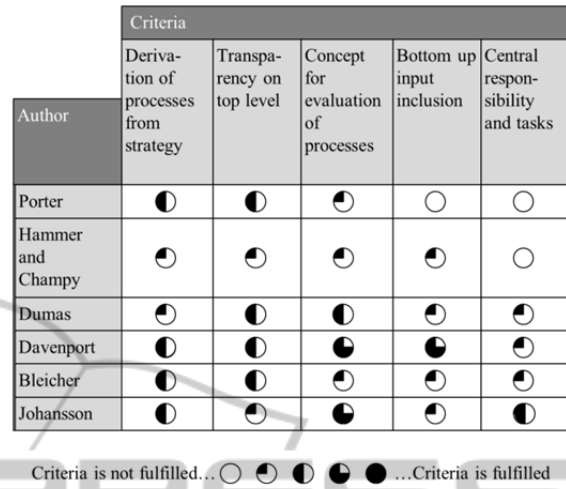 Criteria
Author
Deriva-
tion of
processes
from
strategy
Transpa-
rency on
top level
Concept
for
evaluation
of
processes
Bottom up
input
inclusion
Central
respon-
sibility
and tasks
Porter
Hammer
and
Champy
Dumas
Davenport
Bleicher
Johansson
Criteria is not fulfilled... ...Criteria is fulfilled